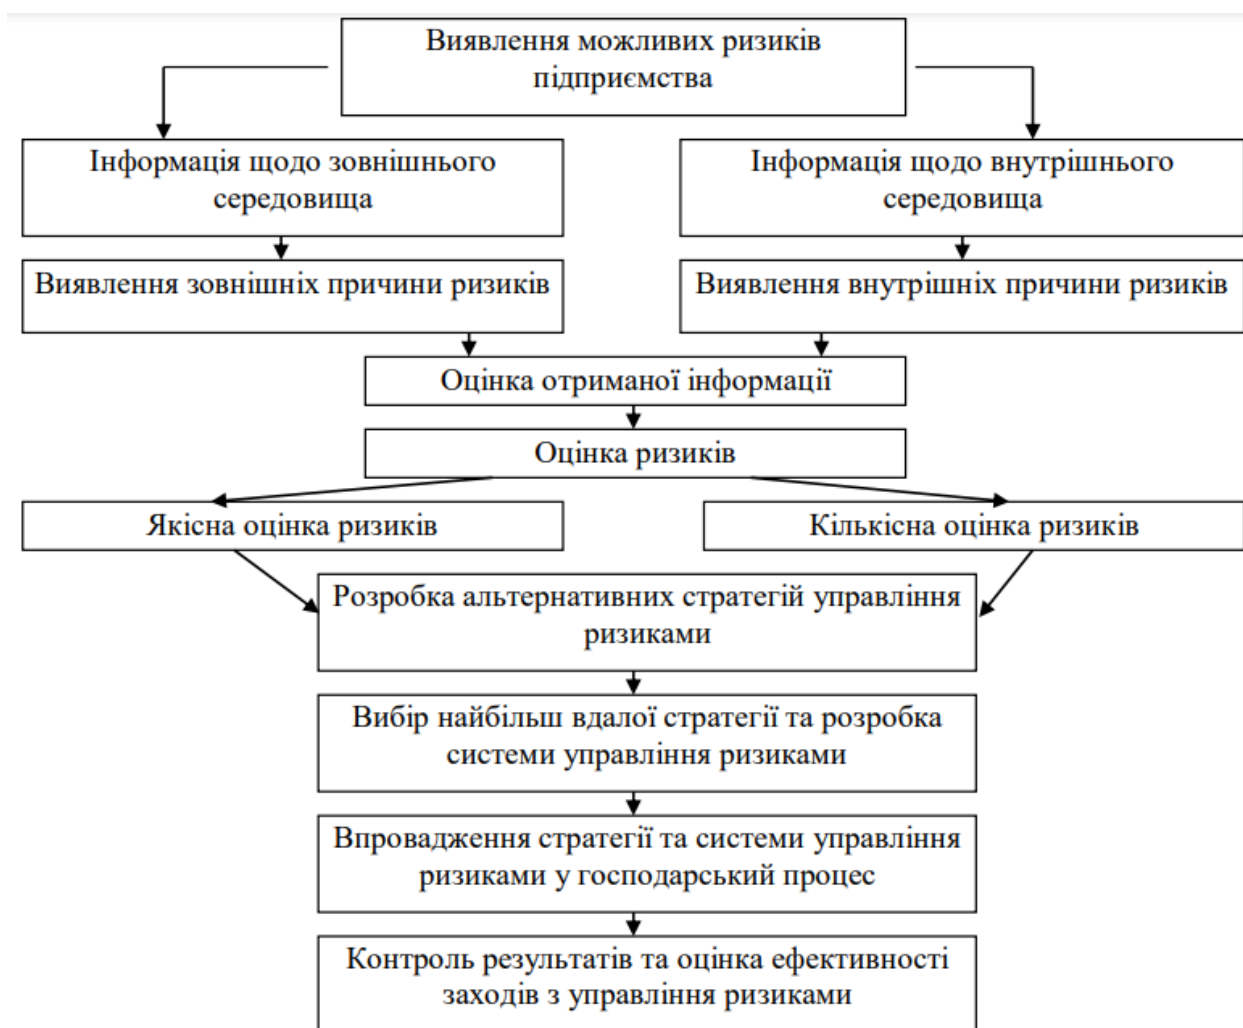 Виявлення можливих ризиків
підприємства
Інформація щодо зовнішнього
середовища
Інформація щодо внутрішнього
середовища
Виявлення зовнішніх причини ризиків
Виявлення внутрішніх причини ризиків
Оцінка отриманої інформації
Оцінка ризиків
Якісна оцінка ризиків
Кількісна оцінка ризиків
Розробка альтернативних стратегій управління
ризиками
Вибір найбільш вдалої стратегії та розробка
системи управління ризиками
Впровадження стратегії та системи управління
ризиками у господарський процес
Контроль результатів та оцінка ефективності
заходів з управління ризиками